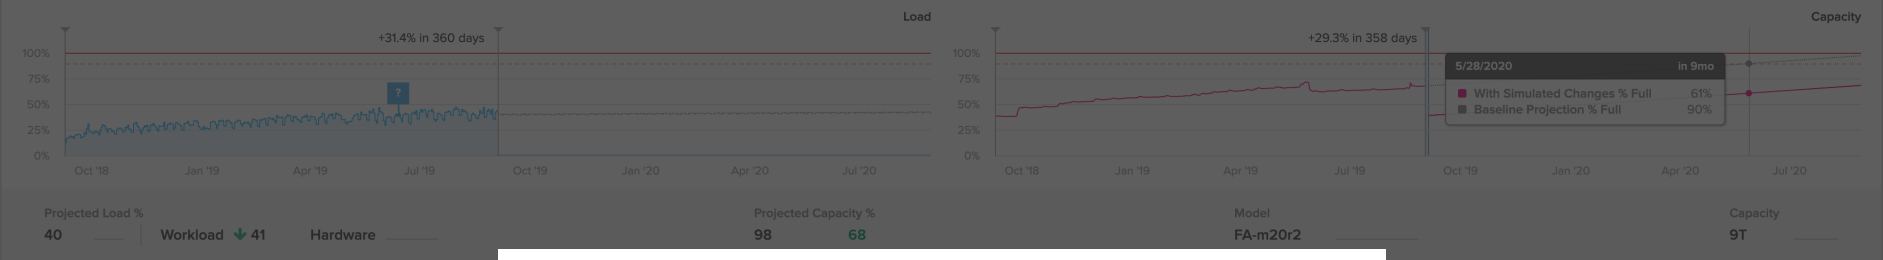 Load
Capacity
+31.4% in 360 days
+29.3% in 358 days
100%
75%
50%
25%
0%
?
Oct '18
Jan '19
Apr '19
Jul '19
Oct '19
Jan '20
Apr '20
Jul '20
100%
75%
50%
25%
0%
5/28/2020 in 9mo
With Simulated Changes % Full 61%
Baseline Projection % Full 90%
Oct '18
Jan '19
Apr '19
Jul '19
Oct '19
Jan '20
Apr '20
Jul '20
Projected Load %
40 Workload 41 Hardware
Projected Capacity %
98 68
Model
FA-m20r2
Capacity
9T